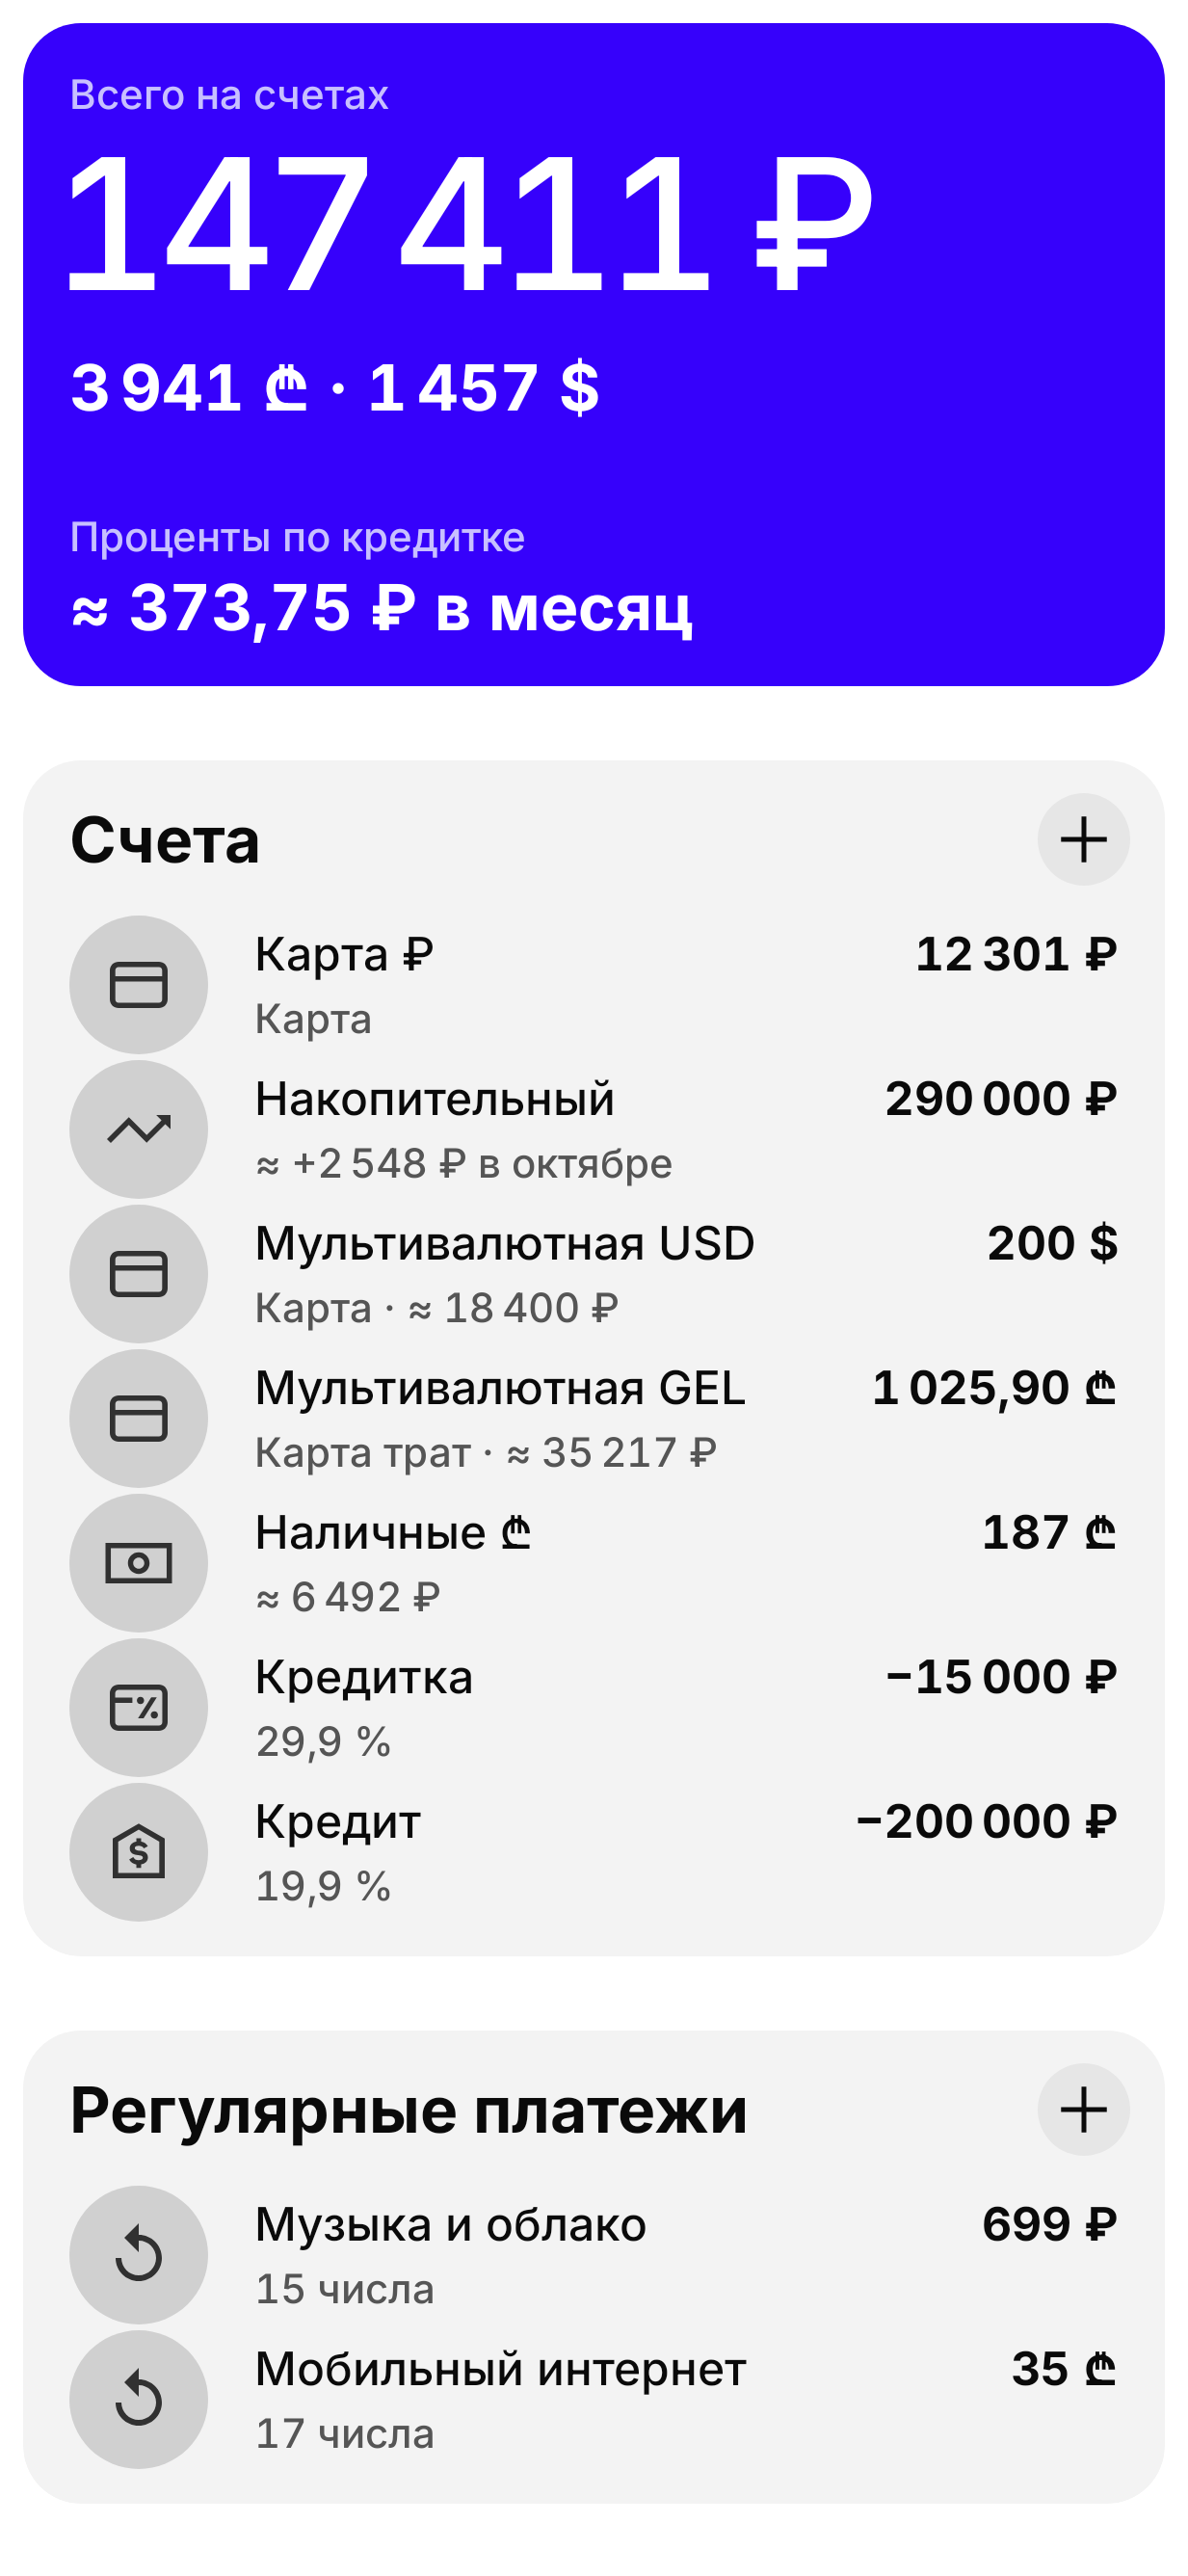 Всего на счетах
147 411 ₽
3 941 ₾ · 1 457 $
Проценты по кредитке
≈ 373,75 ₽ в месяц
Счета
Карта ₽ 12 301 ₽
Карта
Накопительный 290 000 ₽
≈ +2 548 ₽ в октябре
Мультивалютная USD 200 $
Карта · ≈ 18 400 ₽
Мультивалютная GEL 1 025,90 ₾
Карта трат · ≈ 35 217 ₽
Наличные ₾ 187 ₾
≈ 6 492 ₽
Кредитка −15 000 ₽
29,9 %
Кредит −200 000 ₽
19,9 %
Регулярные платежи
Музыка и облако 699 ₽
15 числа
Мобильный интернет 35 ₾
17 числа